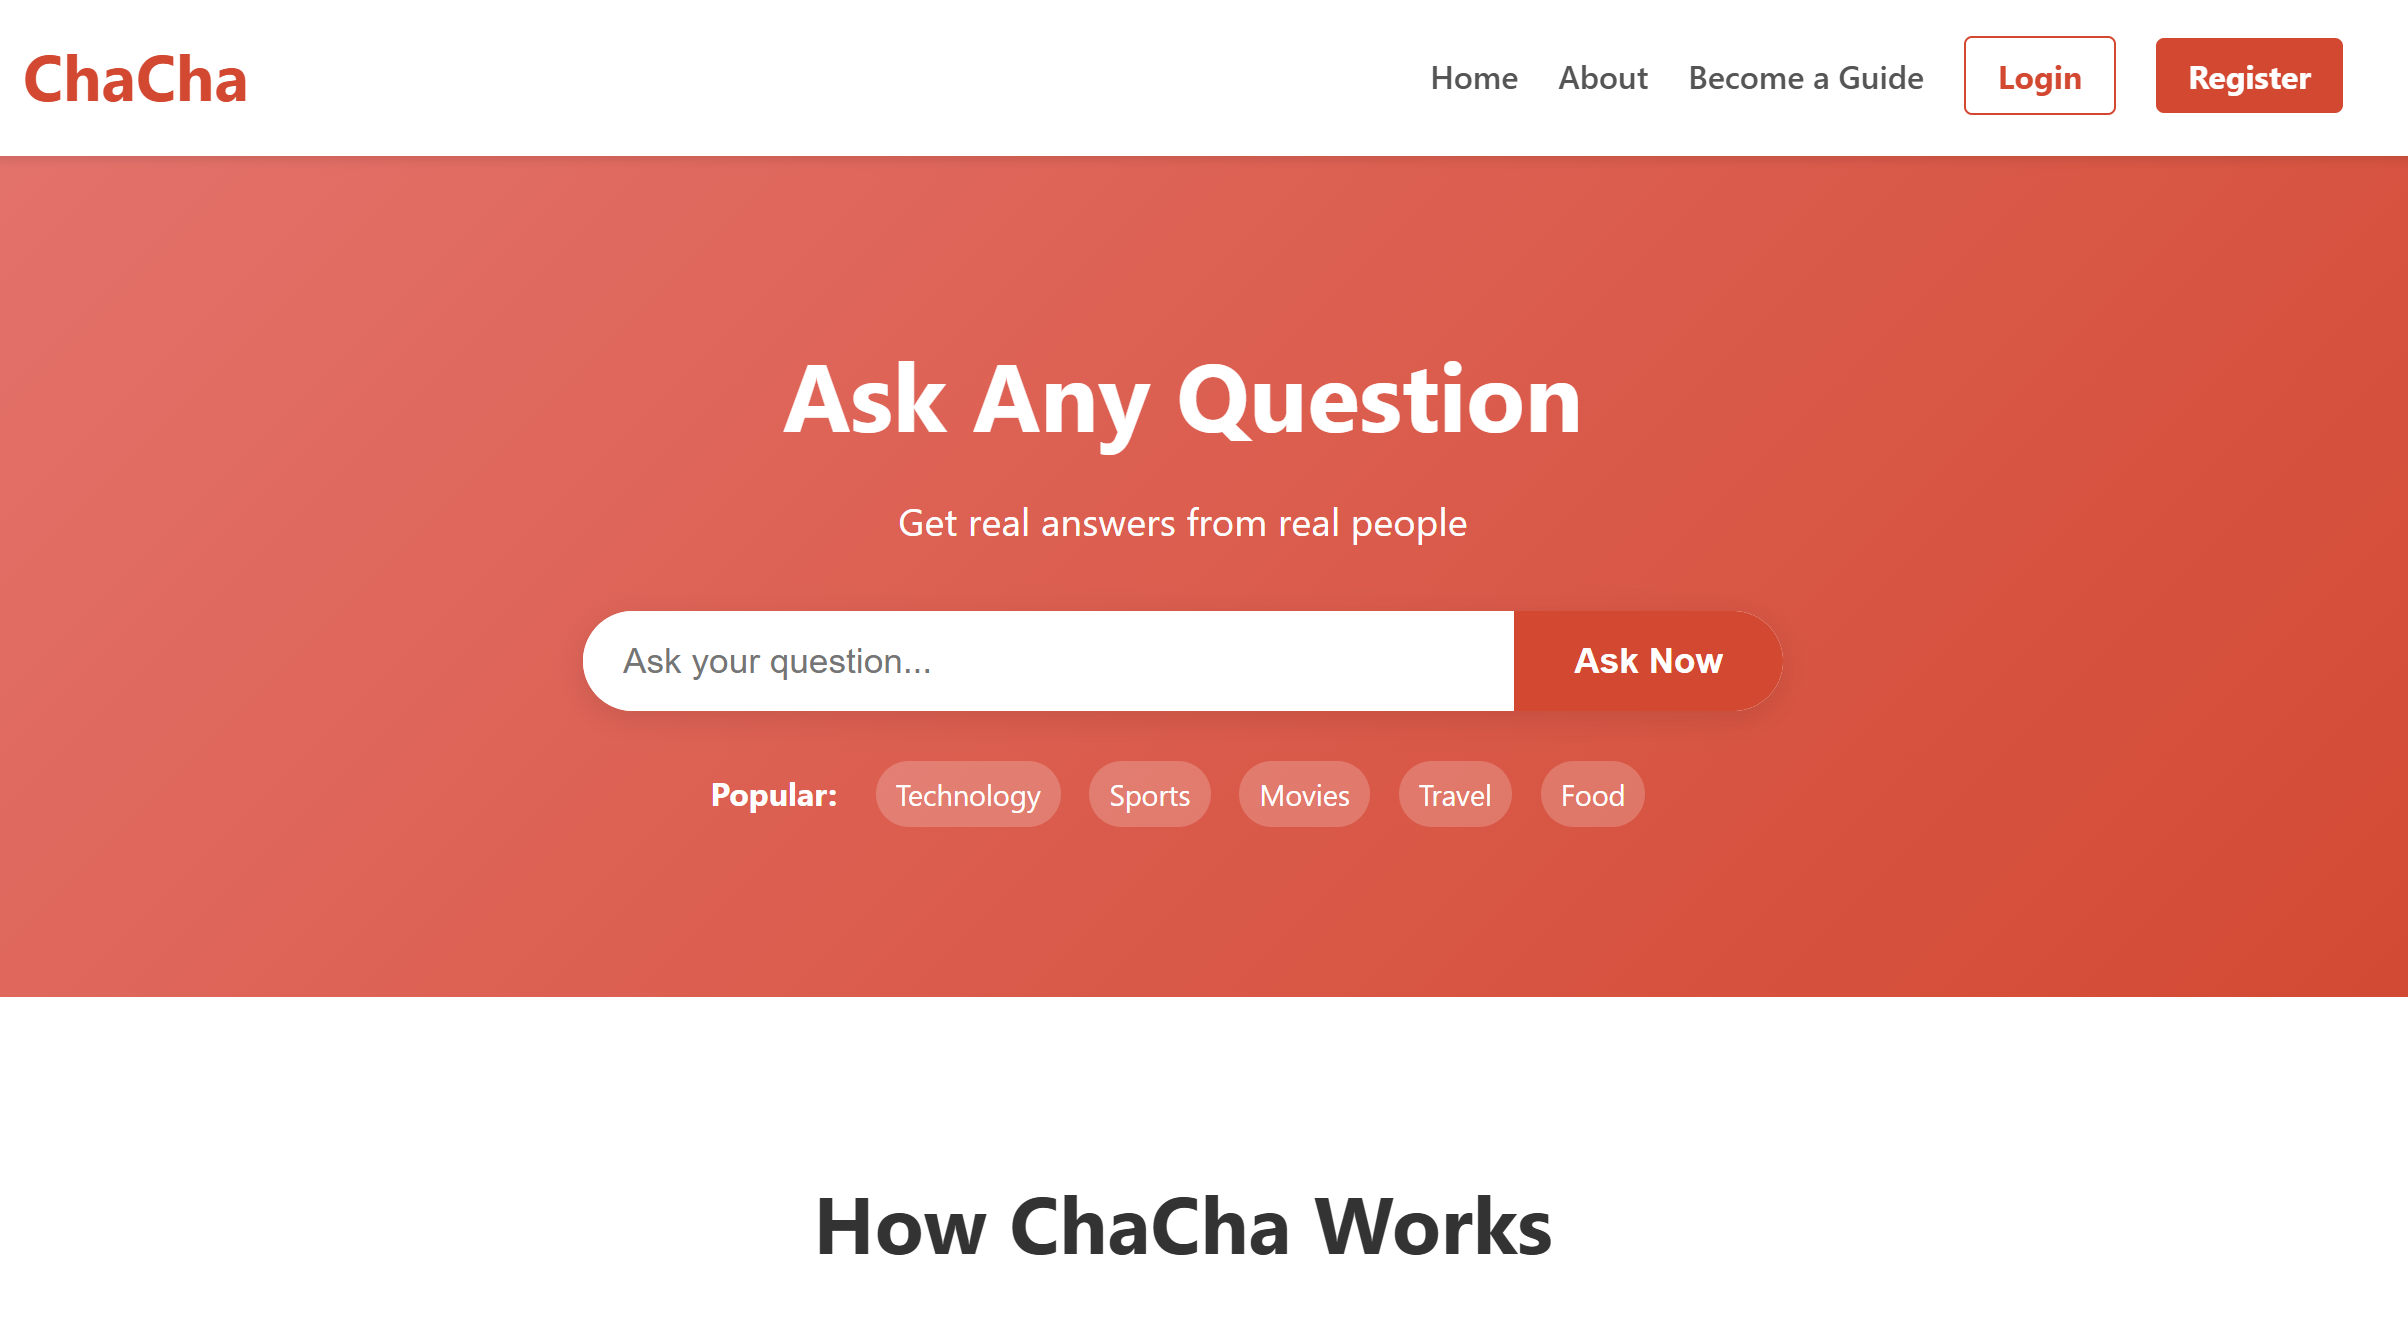 ChaCha
Home About Become a Guide Login Register
Ask Any Question
Get real answers from real people
Ask your question... Ask Now
Popular: Technology Sports Movies Travel Food
How ChaCha Works